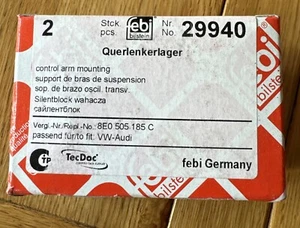 2 Stck. pcs. febi bilstein Nr. No. 29940
Querlenkerlager
control arm mounting
support de bras de suspension
sop. de brazo oscil. transv.
Silentblock wahacza
сайлентблок
Vergl.-Nr./Repl.-No.: 8E0 505 185 C
passend für/to fit: VW-Audi
TP TecDoc febi Germany
febi
bilstein